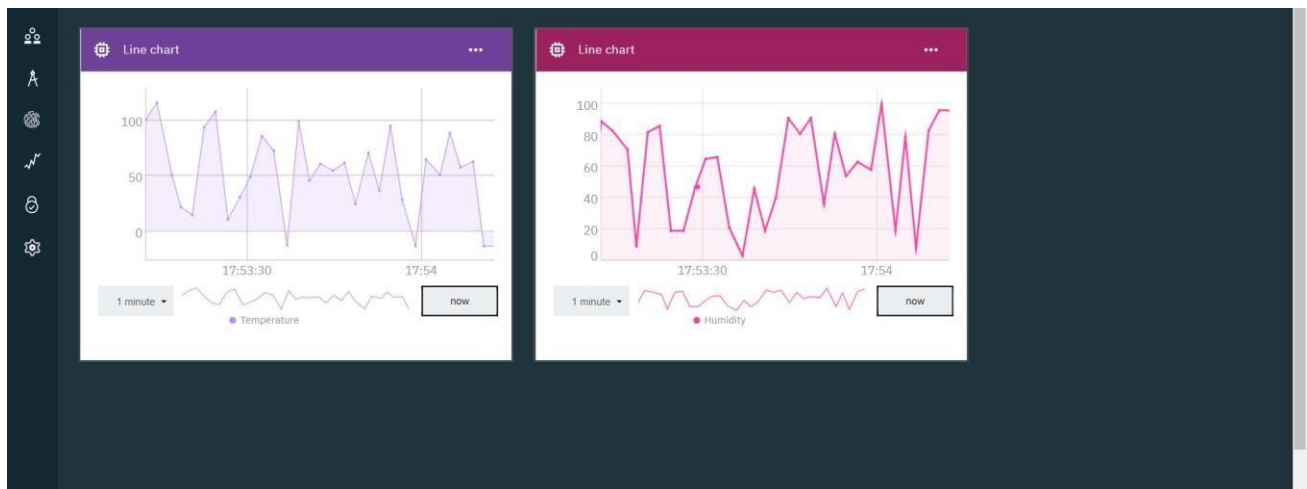 Line chart
100
50
0
17:53:30 17:54
1 minute
now
Temperature
Line chart
100
80
60
40
20
0
17:53:30 17:54
1 minute
now
Humidity